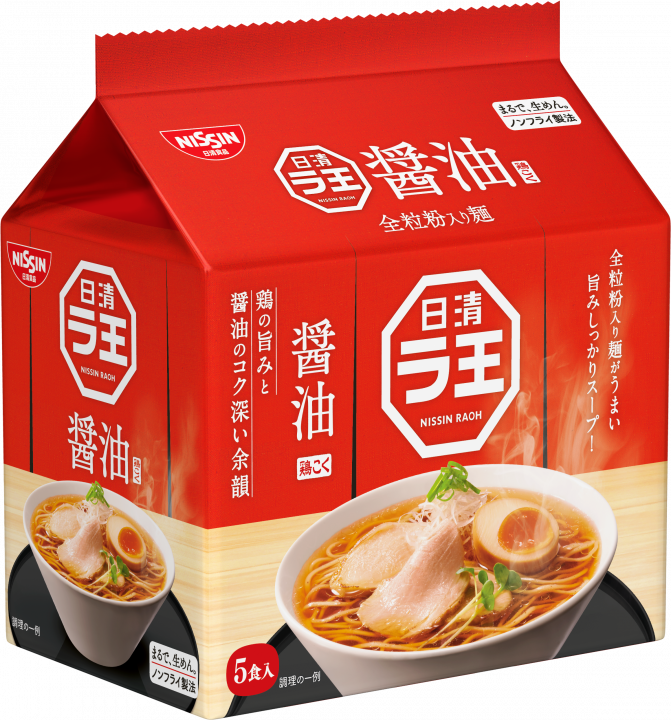 まるで、生めん。
ノンフライ製法
NISSIN
日清食品
日清
ラ王
NISSIN RAOH
醤油
鶏こく
全粒粉入り麺
NISSIN
日清食品
日清
ラ王
NISSIN RAOH
醤油
鶏こく
調理の一例
まるで、生めん。
ノンフライ製法
鶏の旨みと
醤油のコク深い余韻
醤油
鶏こく
日清
ラ王
NISSIN RAOH
全粒粉入り麺がうまい
旨みしっかりスープ！
5食入
調理の一例